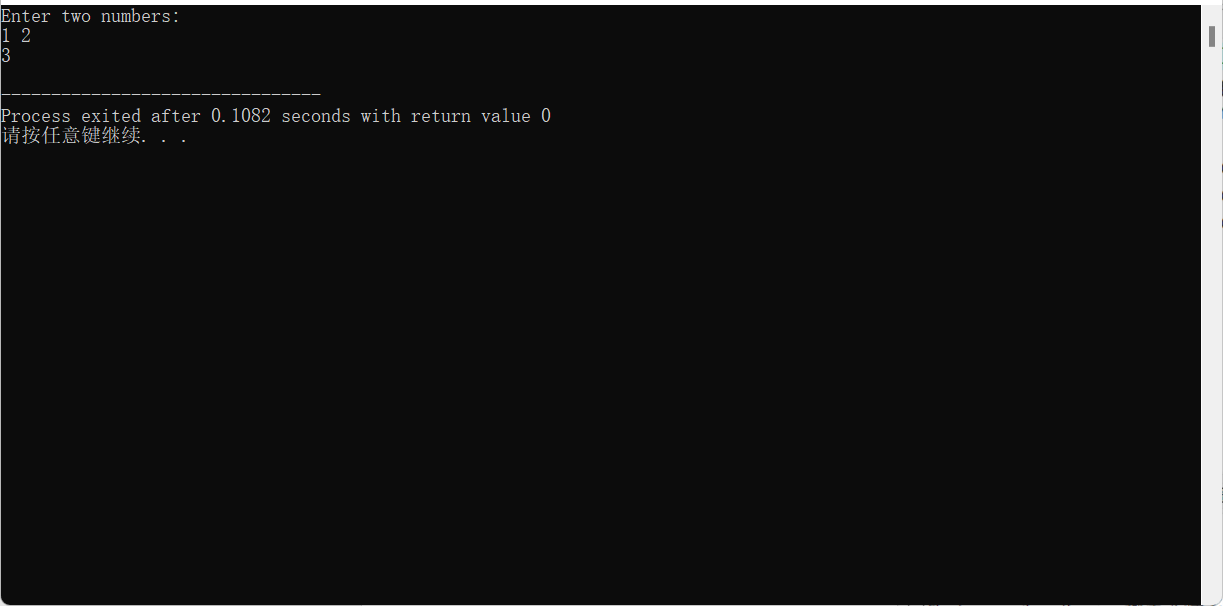 Enter two numbers:
1 2
3
--------------------------------
Process exited after 0.1082 seconds with return value 0
请按任意键继续. . .